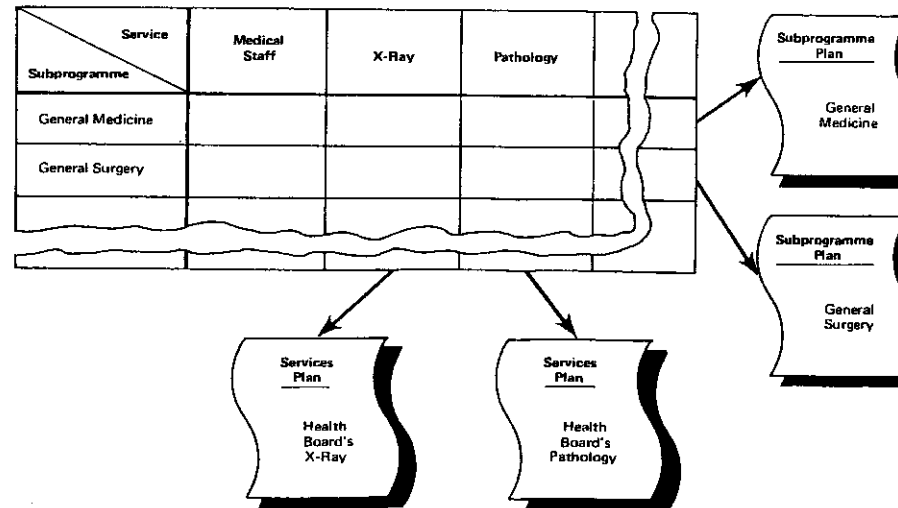 Service
Subprogramme
Medical
Staff
X-Ray
Pathology
General Medicine
General Surgery
Subprogramme
Plan
General
Medicine
Subprogramme
Plan
General
Surgery
Services
Plan
Health
Board's
X-Ray
Services
Plan
Health
Board's
Pathology